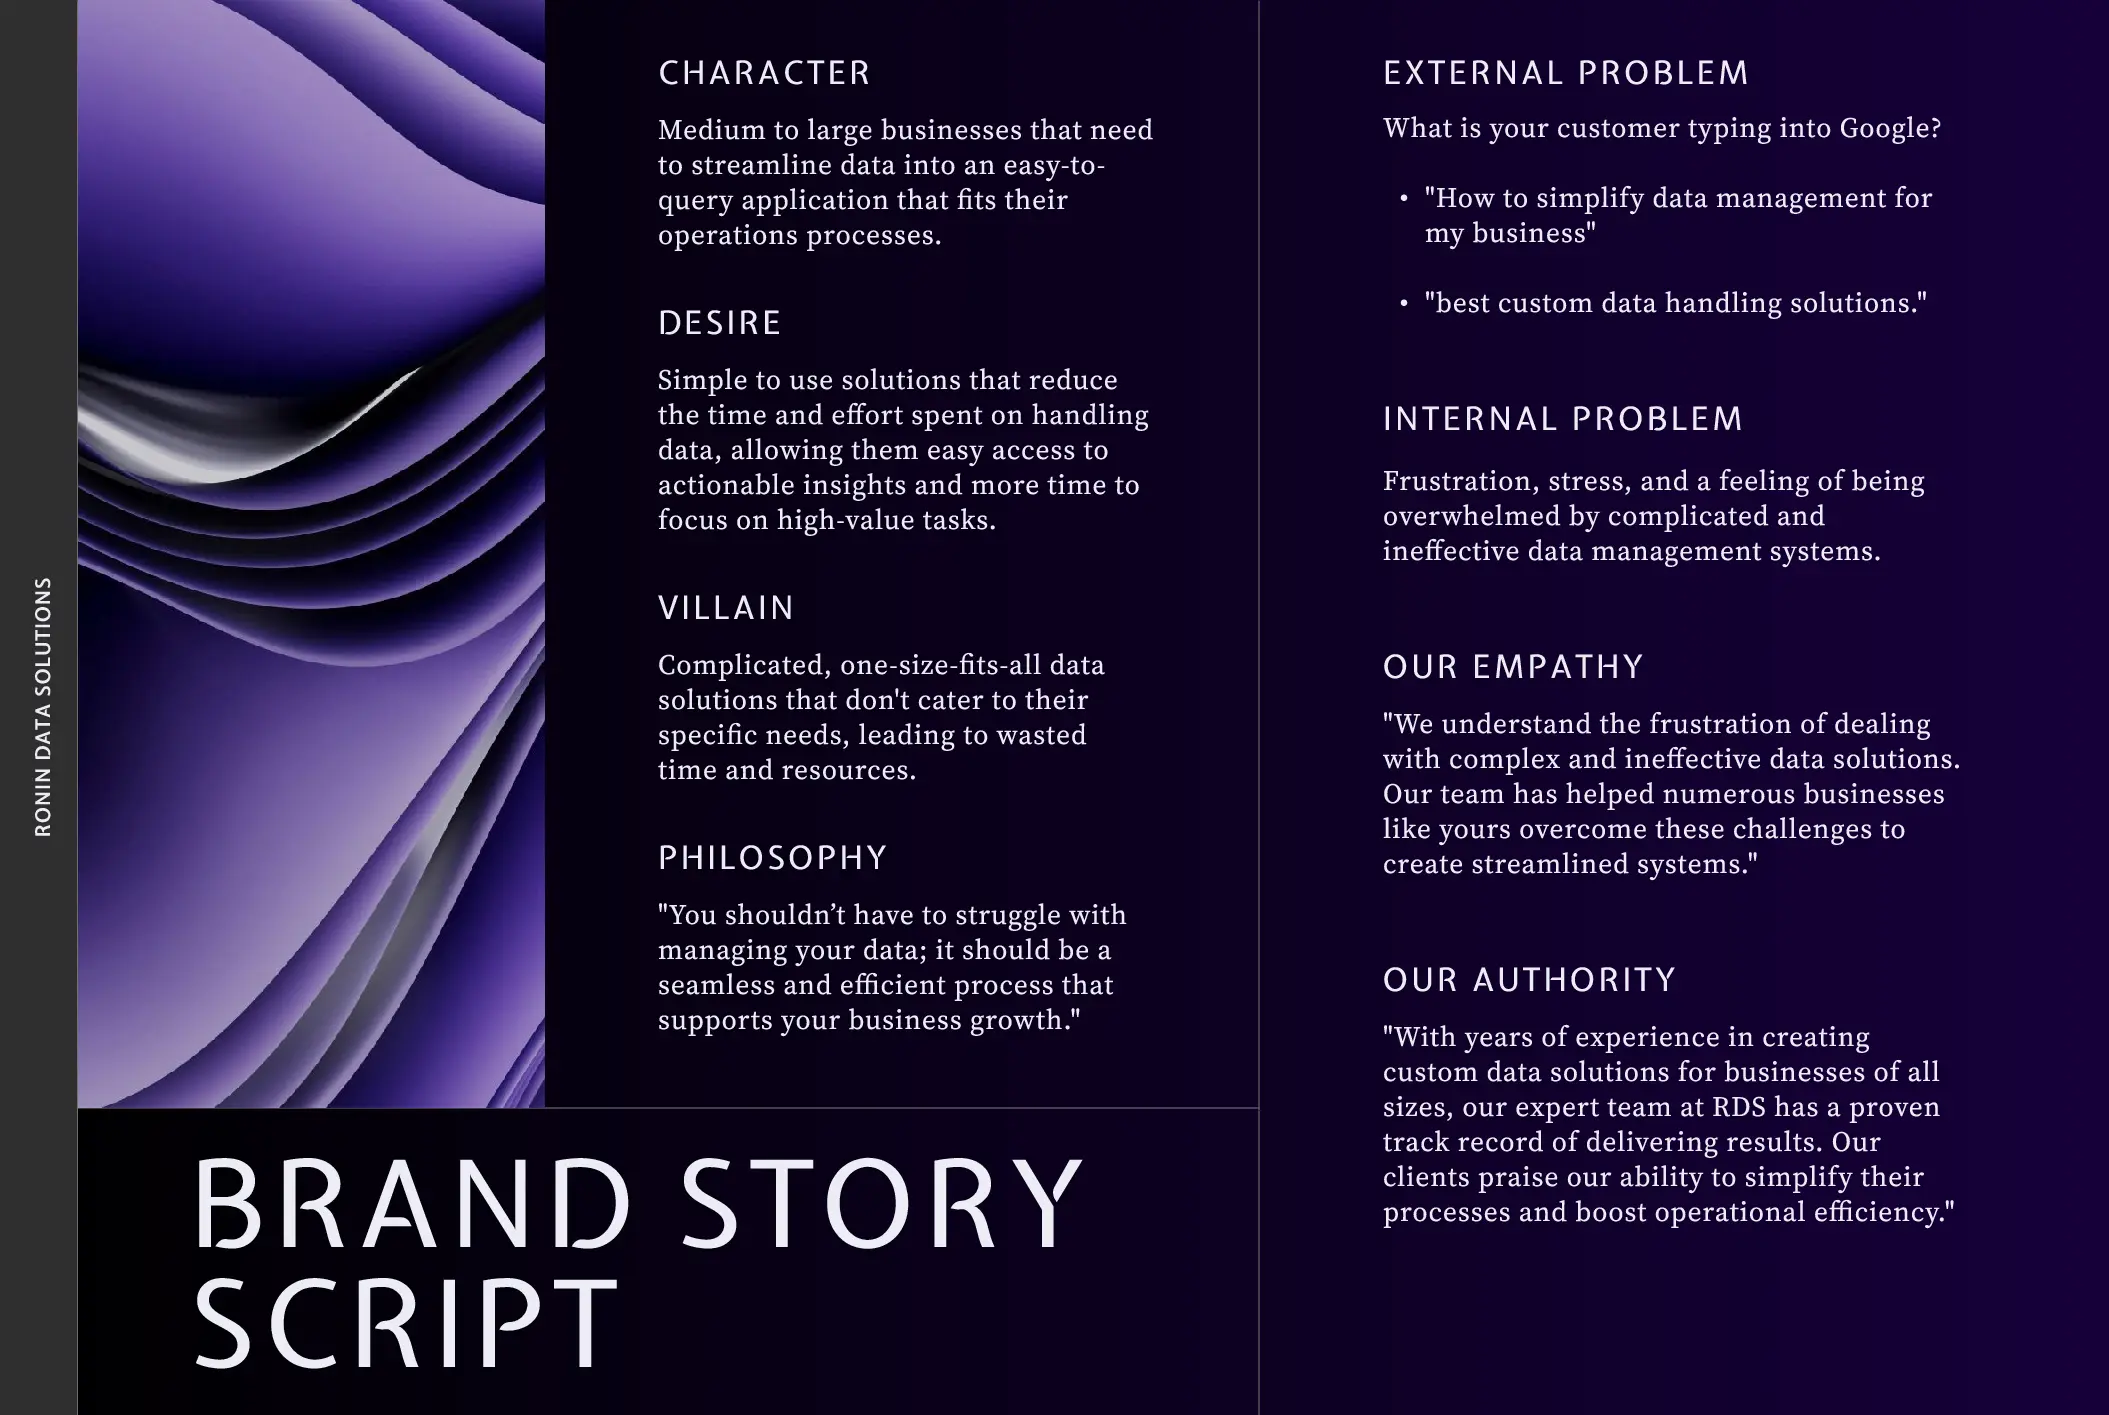 RONIN DATA SOLUTIONS
CHARACTER
Medium to large businesses that need
to streamline data into an easy-to-
query application that fits their
operations processes.
DESIRE
Simple to use solutions that reduce
the time and effort spent on handling
data, allowing them easy access to
actionable insights and more time to
focus on high-value tasks.
VILLAIN
Complicated, one-size-fits-all data
solutions that don't cater to their
specific needs, leading to wasted
time and resources.
PHILOSOPHY
"You shouldn’t have to struggle with
managing your data; it should be a
seamless and efficient process that
supports your business growth."
BRAND STORY
SCRIPT
EXTERNAL PROBLEM
What is your customer typing into Google?
• "How to simplify data management for
my business"
• "best custom data handling solutions."
INTERNAL PROBLEM
Frustration, stress, and a feeling of being
overwhelmed by complicated and
ineffective data management systems.
OUR EMPATHY
"We understand the frustration of dealing
with complex and ineffective data solutions.
Our team has helped numerous businesses
like yours overcome these challenges to
create streamlined systems."
OUR AUTHORITY
"With years of experience in creating
custom data solutions for businesses of all
sizes, our expert team at RDS has a proven
track record of delivering results. Our
clients praise our ability to simplify their
processes and boost operational efficiency."